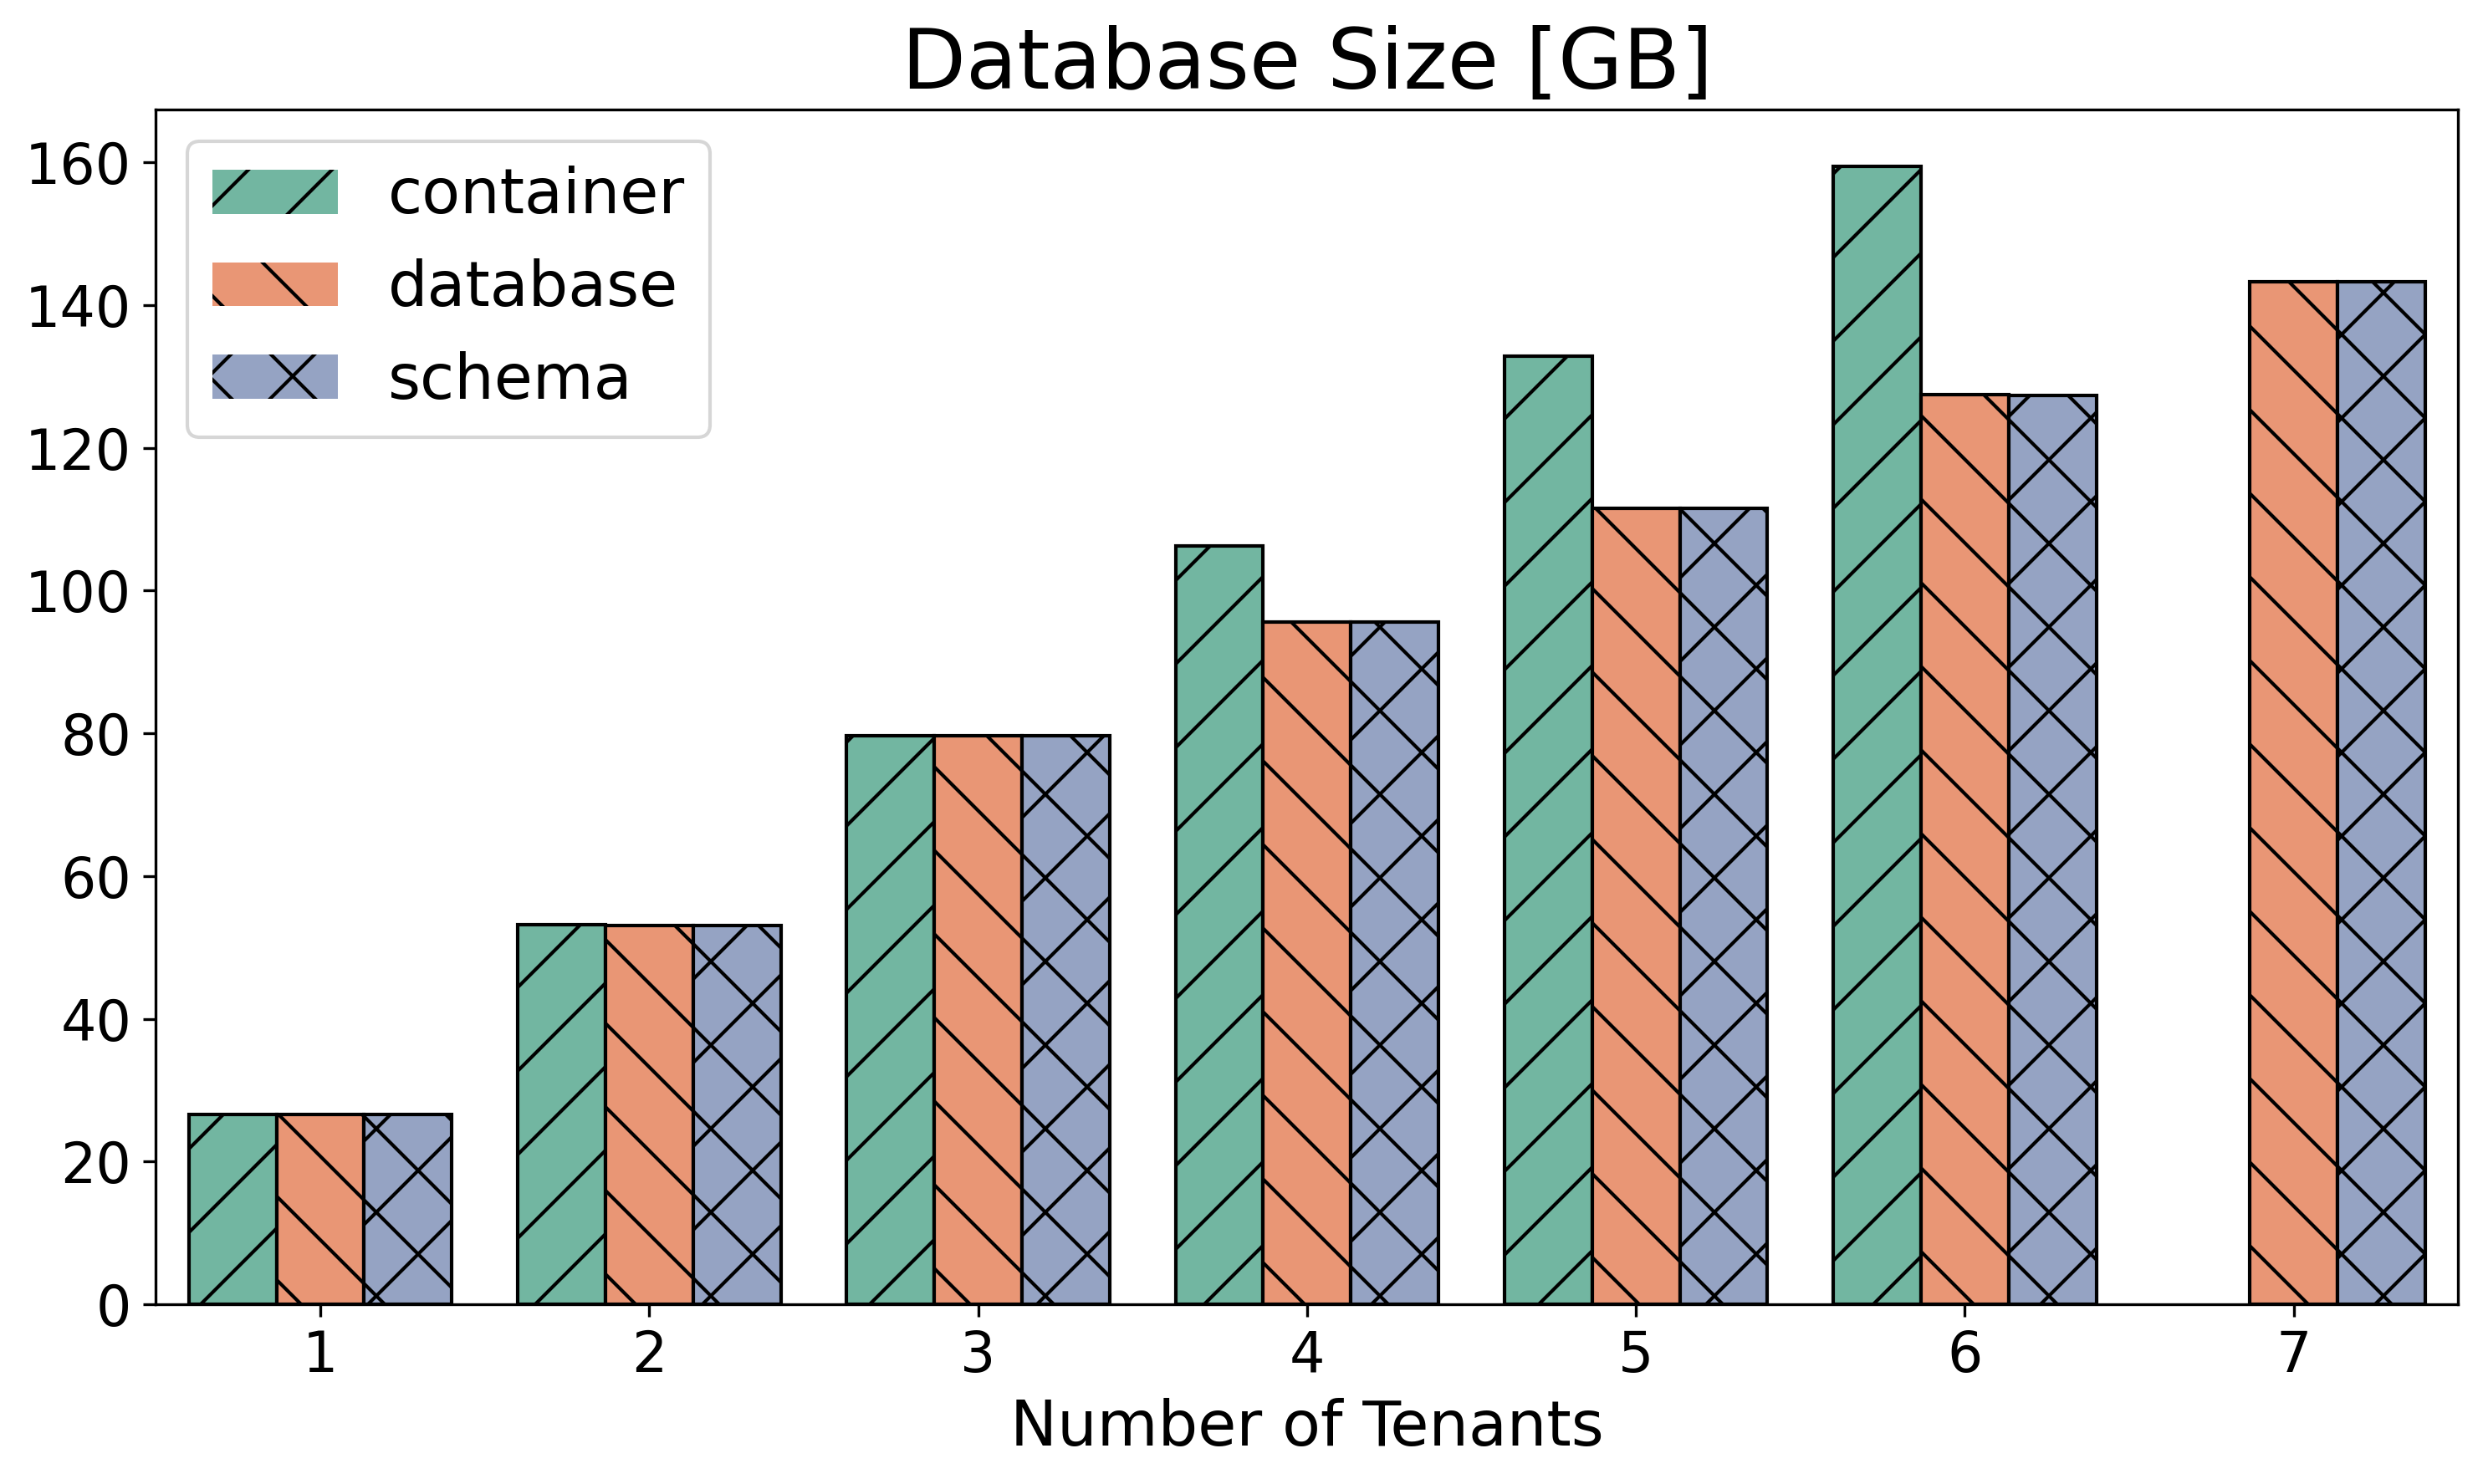 Database Size [GB]
160
140
120
100
80
60
40
20
0
container
database
schema
1 2 3 4 5 6 7
Number of Tenants